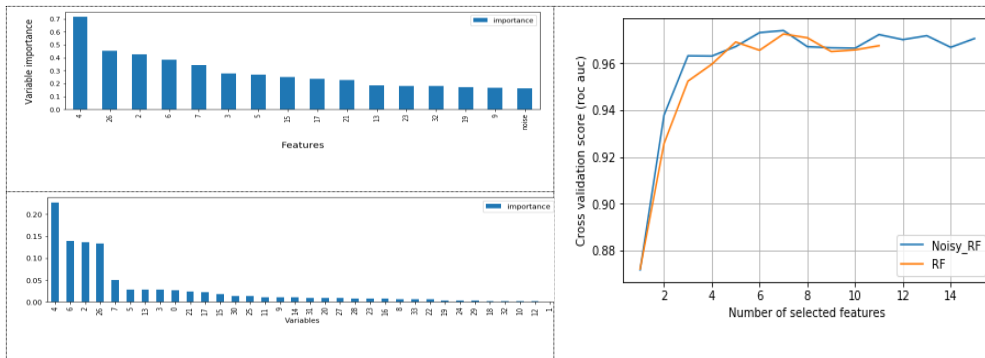 importance
Variable importance
0.7
0.6
0.5
0.4
0.3
0.2
0.1
0.0
4 26 2 6 7 3 5 15 17 21 13 23 32 19 9 noise
Features
importance
0.20
0.15
0.10
0.05
0.00
4 6 2 26 7 5 13 3 0 21 17 15 30 25 11 9 14 31 20 27 28 23 16 8 33 22 19 24 29 18 32 10 12 1
Variables
Cross validation score (roc auc)
0.96
0.94
0.92
0.90
0.88
Noisy_RF
RF
2 4 6 8 10 12 14
Number of selected features